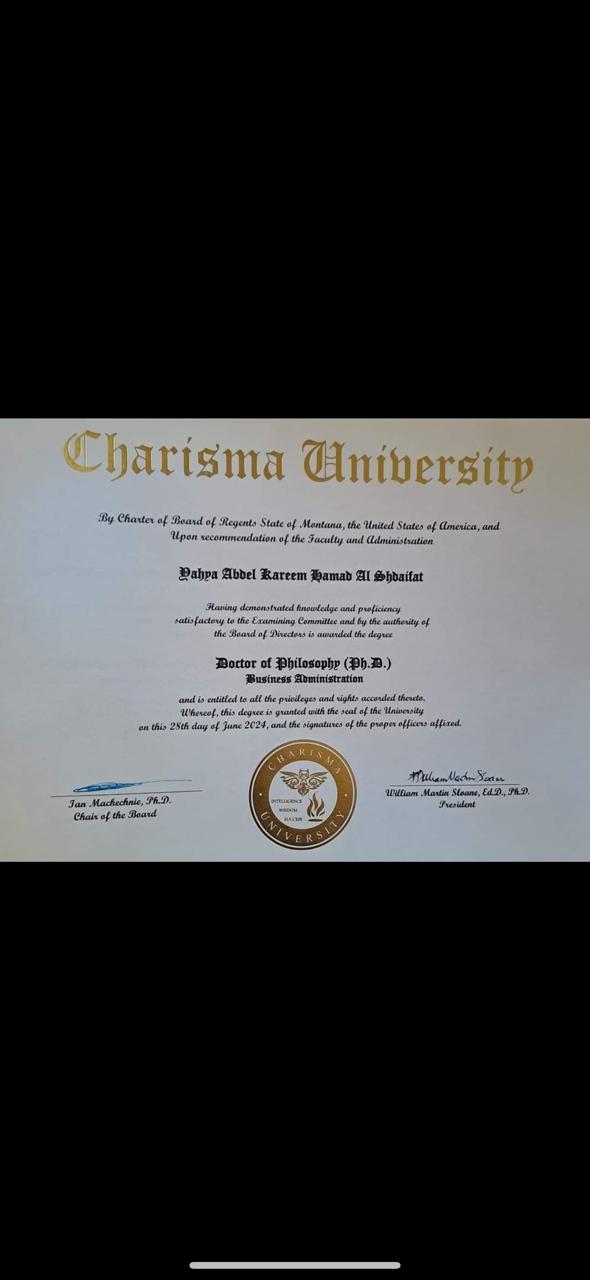 Charisma University
By Charter of Board of Regents State of Montana, the United States of America, and
Upon recommendation of the Faculty and Administration
Yahya Abdel Kareem Hamad Al Shdaifat
Having demonstrated knowledge and proficiency
satisfactory to the Examining Committee and by the authority of
the Board of Directors is awarded the degree
Doctor of Philosophy (Ph.D.)
Business Administration
and is entitled to all the privileges and rights accorded thereto.
Whereof, this degree is granted with the seal of the University
on this 28th day of June 2024, and the signatures of the proper officers affixed.
Ian Mackechnie, Ph.D.
Chair of the Board
CHARISMA
INTELLIGENCE
WISDOM
SUCCESS
UNIVERSITY
William Martin Sloane
William Martin Sloane, Ed.D., Ph.D.
President